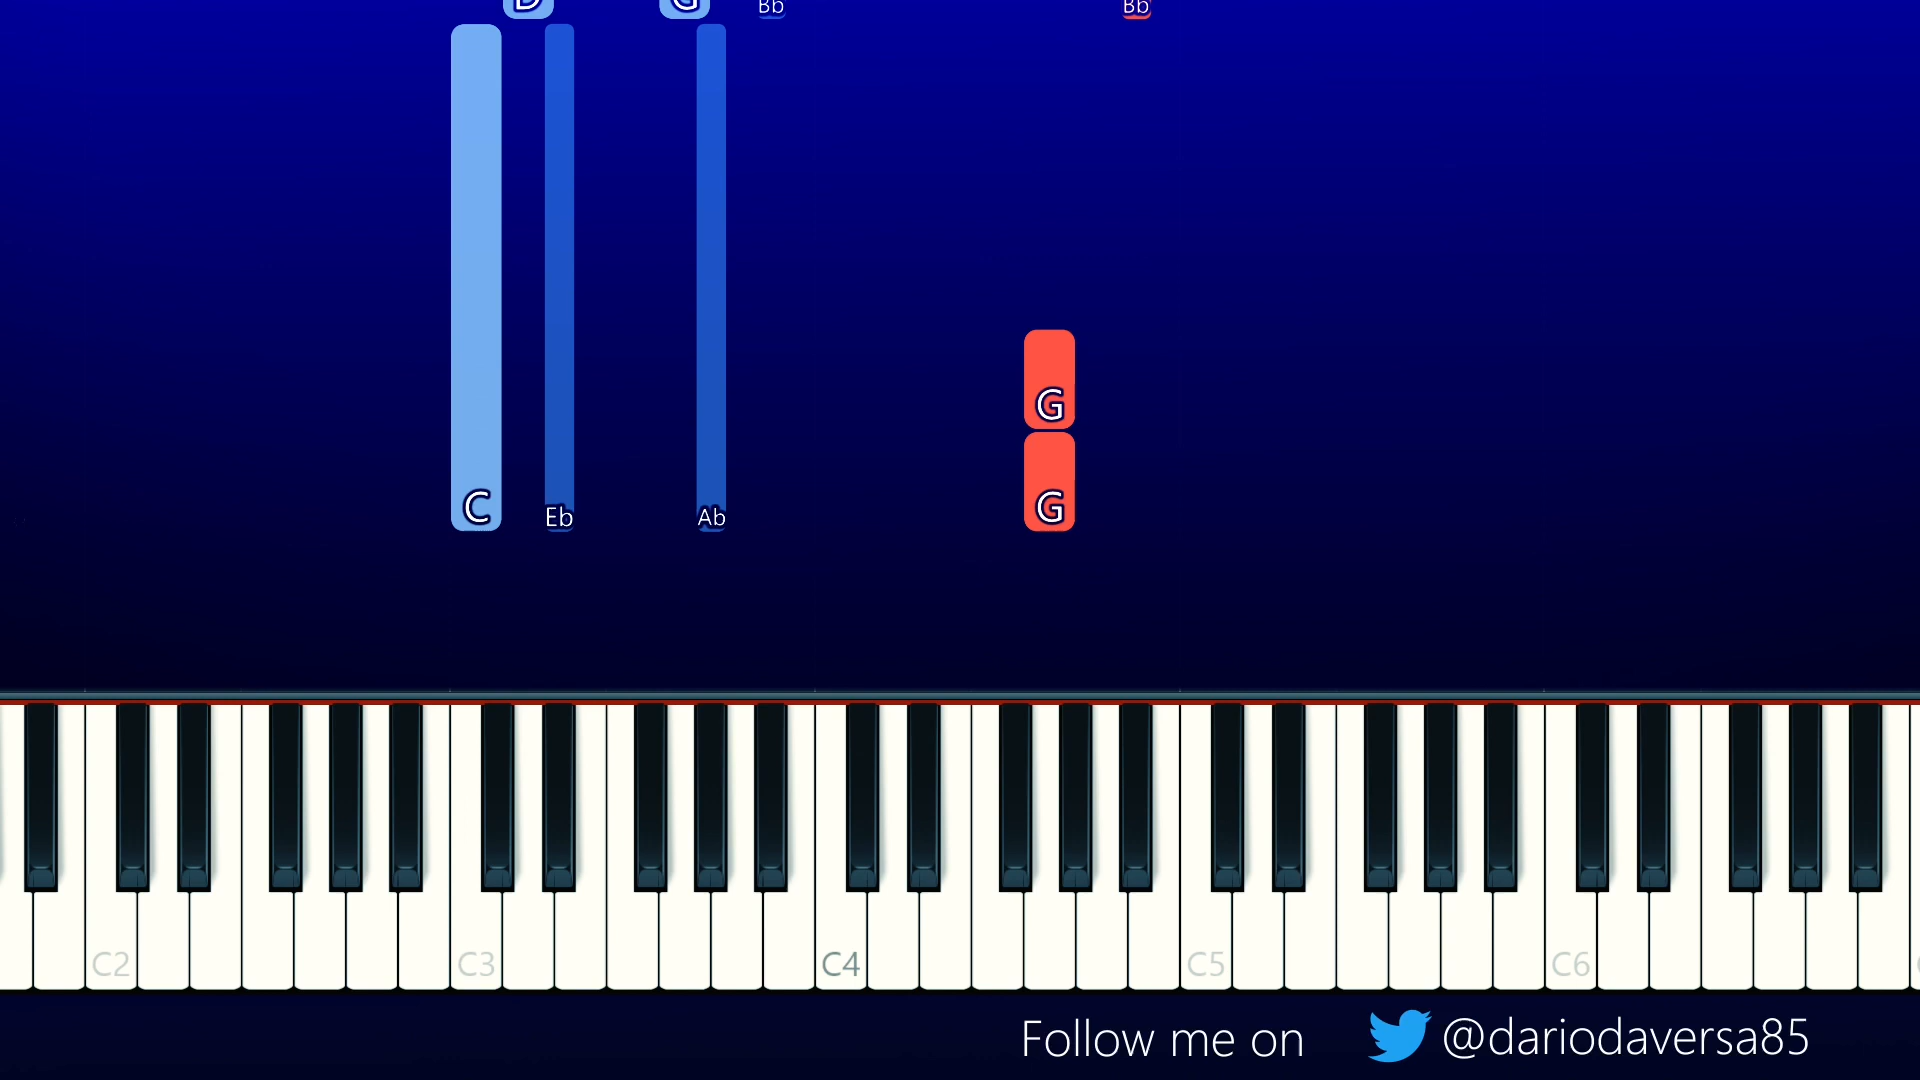 D G Bb Bb
G
C Eb Ab G
C2 C3 C4 C5 C6
Follow me on @dariodaversa85